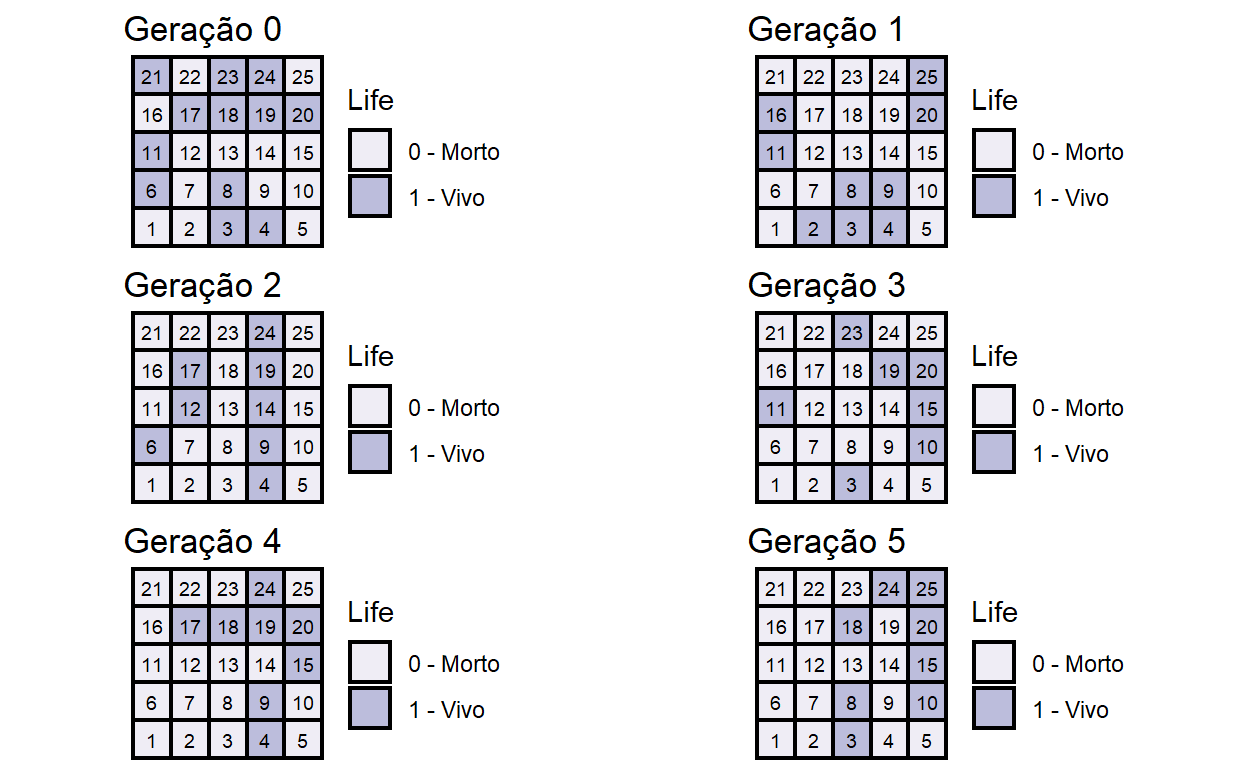 Geração 0
21 22 23 24 25
16 17 18 19 20
11 12 13 14 15
6 7 8 9 10
1 2 3 4 5
Life
0 - Morto
1 - Vivo
Geração 1
21 22 23 24 25
16 17 18 19 20
11 12 13 14 15
6 7 8 9 10
1 2 3 4 5
Life
0 - Morto
1 - Vivo
Geração 2
21 22 23 24 25
16 17 18 19 20
11 12 13 14 15
6 7 8 9 10
1 2 3 4 5
Life
0 - Morto
1 - Vivo
Geração 3
21 22 23 24 25
16 17 18 19 20
11 12 13 14 15
6 7 8 9 10
1 2 3 4 5
Life
0 - Morto
1 - Vivo
Geração 4
21 22 23 24 25
16 17 18 19 20
11 12 13 14 15
6 7 8 9 10
1 2 3 4 5
Life
0 - Morto
1 - Vivo
Geração 5
21 22 23 24 25
16 17 18 19 20
11 12 13 14 15
6 7 8 9 10
1 2 3 4 5
Life
0 - Morto
1 - Vivo